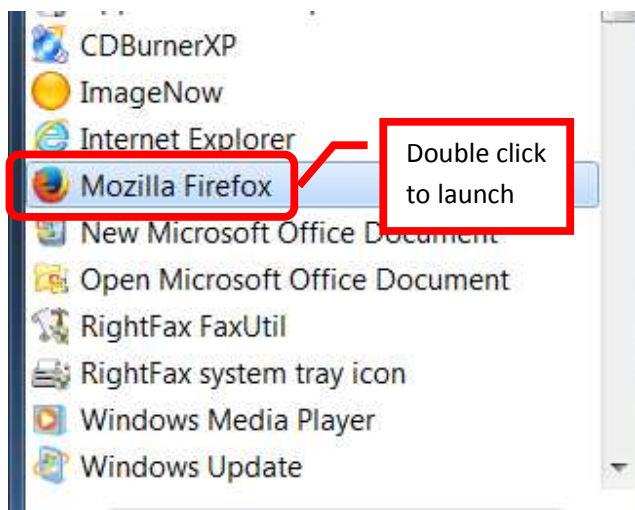 CDBurnerXP
ImageNow
Internet Explorer
Double click
to launch
Mozilla Firefox
New Microsoft Office Document
Open Microsoft Office Document
RightFax FaxUtil
RightFax system tray icon
Windows Media Player
Windows Update